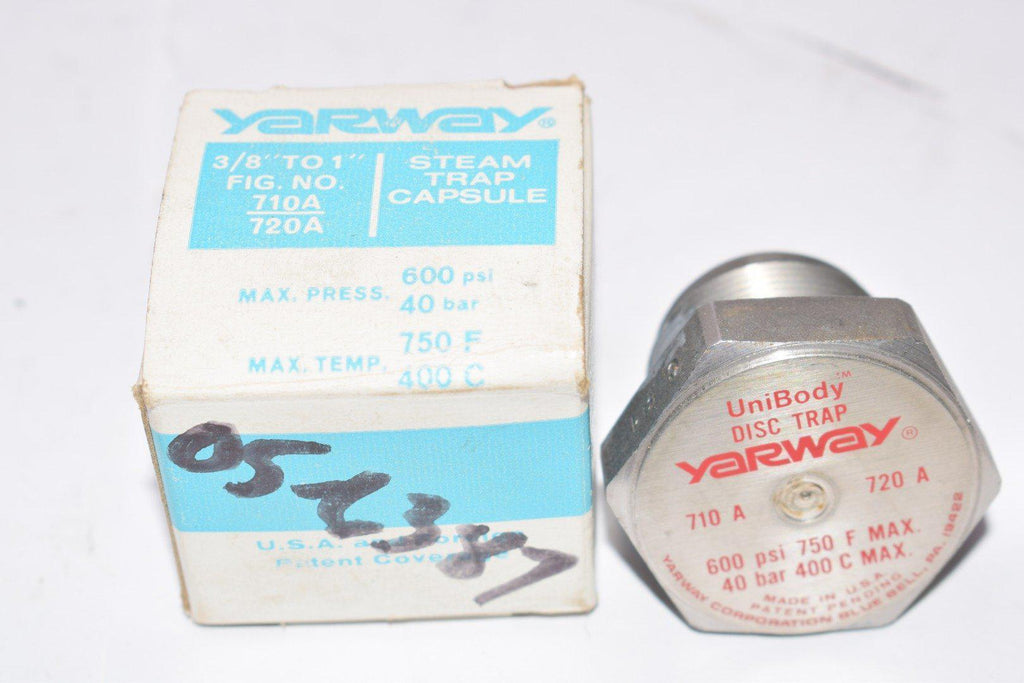 YARWAY®
3/8" TO 1"
FIG. NO.
710A
720A
STEAM
TRAP
CAPSULE
MAX. PRESS. 600 psi
40 bar
MAX. TEMP. 750 F
400 C
U.S.A. and
Patent
UniBody™
DISC TRAP
YARWAY®
710 A 720 A
600 psi 750 F MAX.
40 bar 400 C MAX.
MADE IN U.S.A.
PATENT PENDING
YARWAY CORPORATION BLUE BELL, PA. 19422